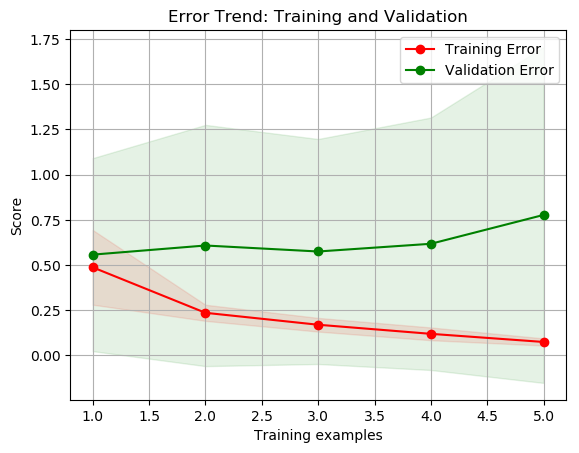 Error Trend: Training and Validation
Training Error
Validation Error
Score
1.75
1.50
1.25
1.00
0.75
0.50
0.25
0.00
1.0 1.5 2.0 2.5 3.0 3.5 4.0 4.5 5.0
Training examples